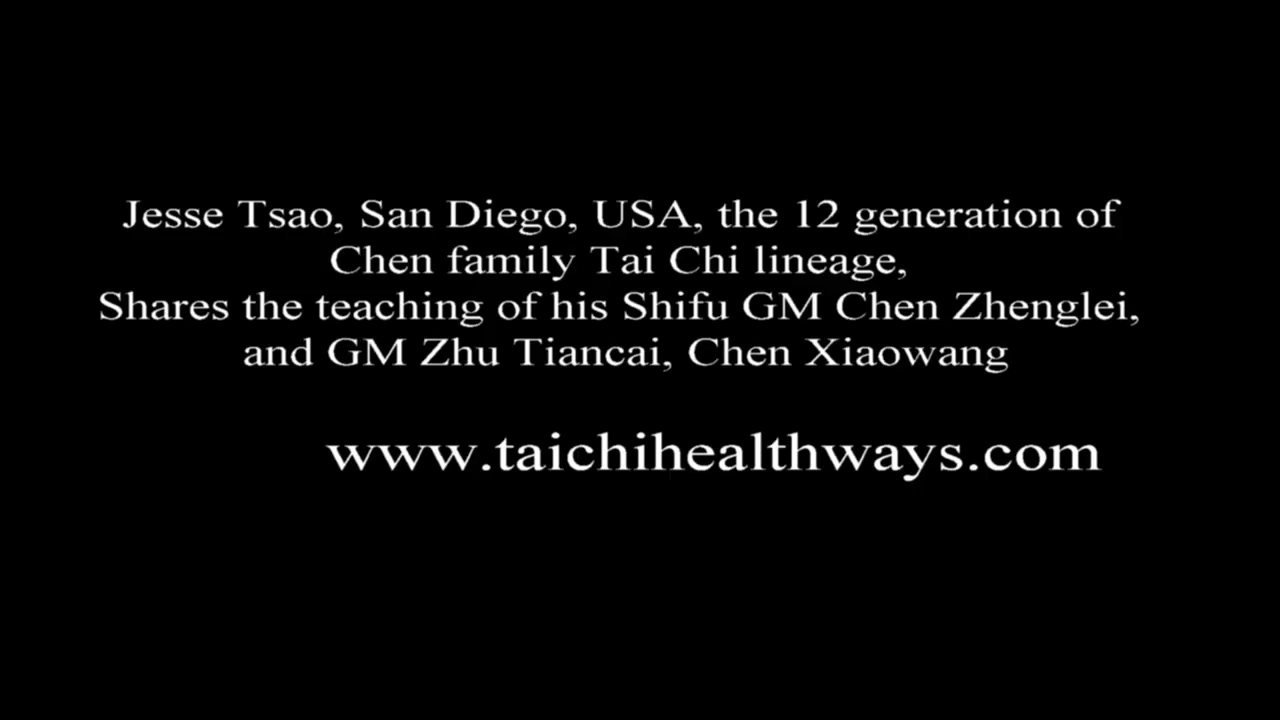 Jesse Tsao, San Diego, USA, the 12 generation of
Chen family Tai Chi lineage,
Shares the teaching of his Shifu GM Chen Zhenglei,
and GM Zhu Tiancai, Chen Xiaowang
www.taichihealthways.com